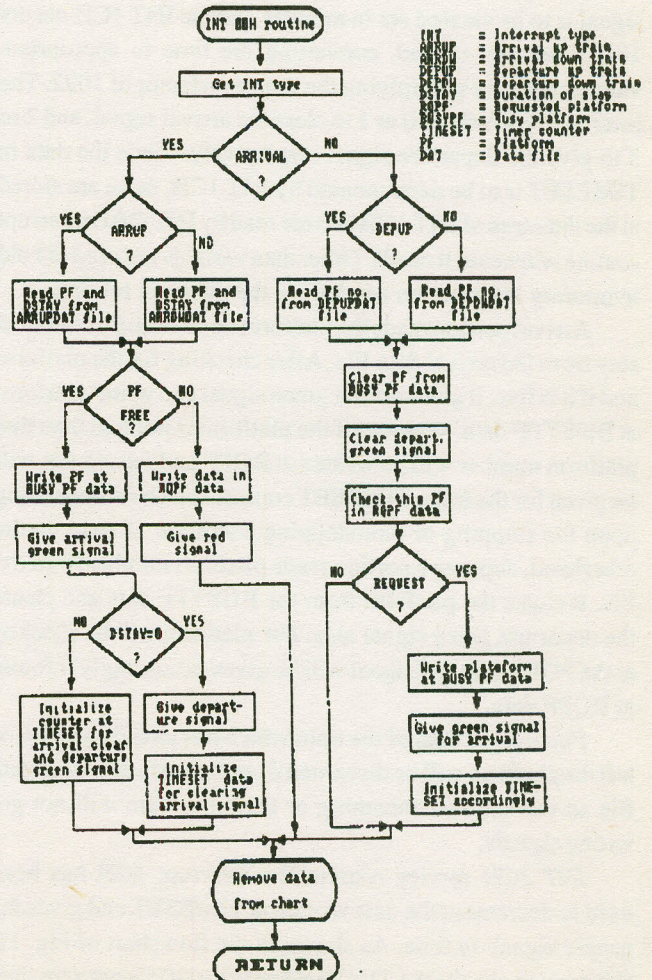 INT 88H routine
INT = Interrupt type
ARRUP = Arrival up train
ARRDW = Arrival down train
DEPUP = Departure up train
DEPDW = Departure down train
DSTAY = Duration of stay
RQPF = Requested platform
BUSYPF = Busy platform
TIMESET = Timer counter
PF = Platform
DAT = Data file
Get INT type
YES
ARRIVAL
?
NO
YES
ARRUP
?
NO
YES
DEPUP
?
NO
Read PF and
DSTAY from
ARRUPDAT file
Read PF and
DSTAY from
ARRDWDAT file
Read PF no.
from DEPUPDAT
file
Read PF no.
from DEPDWDAT
file
YES
PF
FREE
?
NO
Clear PF from
BUSY PF data
Clear depart.
green signal
Check this PF
in RQPF data
Write PF at
BUSY PF data
Write data in
RQPF data
Give arrival
green signal
Give red
signal
NO
REQUEST
?
YES
NO
DSTAY=0
?
YES
Write plateform
at BUSY PF data
Give green signal
for arrival
Initialize TIME-
SET accordingly
Initialize
counter at
TIMESET for
arrival clear
and departure
green signal
Give depart-
ure signal
Initialize
TIMESET data
for clearing
arrival signal
Remove data
from chart
RETURN